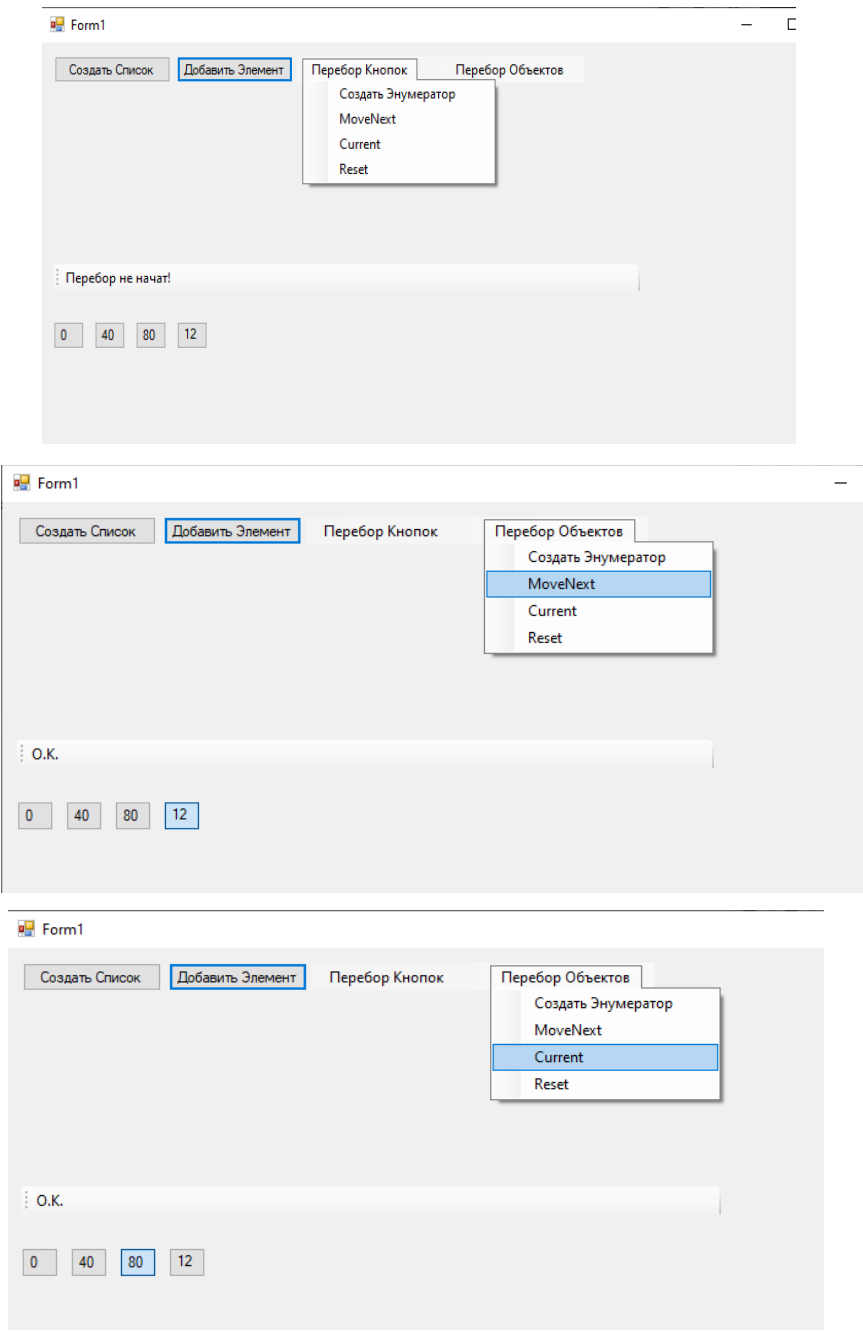 Form1
Создать Список Добавить Элемент Перебор Кнопок Перебор Объектов
Создать Энумератор
MoveNext
Current
Reset
Перебор не начат!
0 40 80 12
Form1
Создать Список Добавить Элемент Перебор Кнопок Перебор Объектов
Создать Энумератор
MoveNext
Current
Reset
O.K.
0 40 80 12
Form1
Создать Список Добавить Элемент Перебор Кнопок Перебор Объектов
Создать Энумератор
MoveNext
Current
Reset
O.K.
0 40 80 12